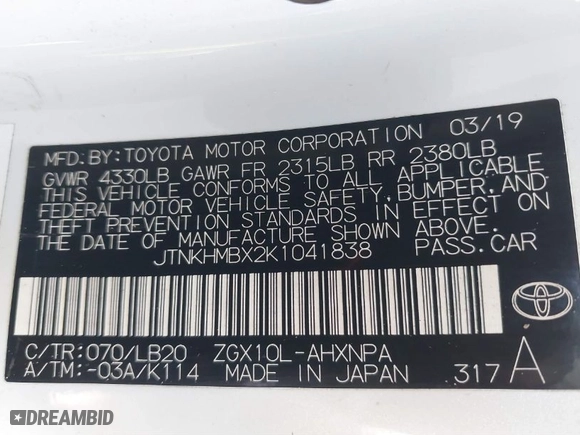 MFD. BY: TOYOTA MOTOR CORPORATION 03/19
GVWR 4330LB GAWR FR 2315LB RR 2380LB
THIS VEHICLE CONFORMS TO ALL APPLICABLE
FEDERAL MOTOR VEHICLE SAFETY, BUMPER, AND
THEFT PREVENTION STANDARDS IN EFFECT ON
THE DATE OF MANUFACTURE SHOWN ABOVE.
JTNKHMBX2K1041838 PASS.CAR
C/TR:070/LB20 ZGX10L-AHXNPA
A/TM:-03A/K114 MADE IN JAPAN 317 A
TOYOTA
DREAMBID